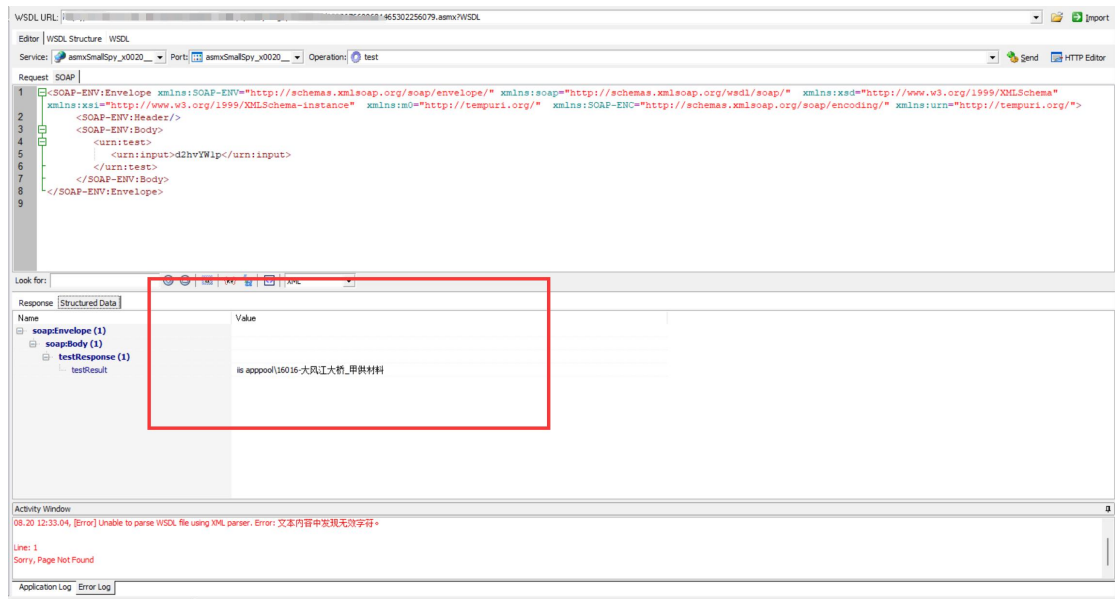 WSDL URL: 465302256079.asmx?WSDL Import
Editor WSDL Structure WSDL
Service: asmxSmallSpy_x0020__ Port: asmxSmallSpy_x0020__ Operation: test Send HTTP Editor
Request SOAP
1 <SOAP-ENV:Envelope xmlns:SOAP-ENV="http://schemas.xmlsoap.org/soap/envelope/" xmlns:soap="http://schemas.xmlsoap.org/wsdl/soap/" xmlns:xsd="http://www.w3.org/1999/XMLSchema"
xmlns:xsi="http://www.w3.org/1999/XMLSchema-instance" xmlns:m0="http://tempuri.org/" xmlns:SOAP-ENC="http://schemas.xmlsoap.org/soap/encoding/" xmlns:urn="http://tempuri.org/">
2 <SOAP-ENV:Header/>
3 <SOAP-ENV:Body>
4 <urn:test>
5 <urn:input>d2hvYW1p</urn:input>
6 </urn:test>
7 </SOAP-ENV:Body>
8 </SOAP-ENV:Envelope>
9
Look for: XML
Response Structured Data
Name Value
soap:Envelope (1)
soap:Body (1)
testResponse (1)
testResult iis apppool\16016-大风江大桥_甲供材料
Activity Window
08.20 12:33.04, [Error] Unable to parse WSDL file using XML parser. Error: 文本内容中发现无效字符。
Line: 1
Sorry, Page Not Found
Application Log Error Log